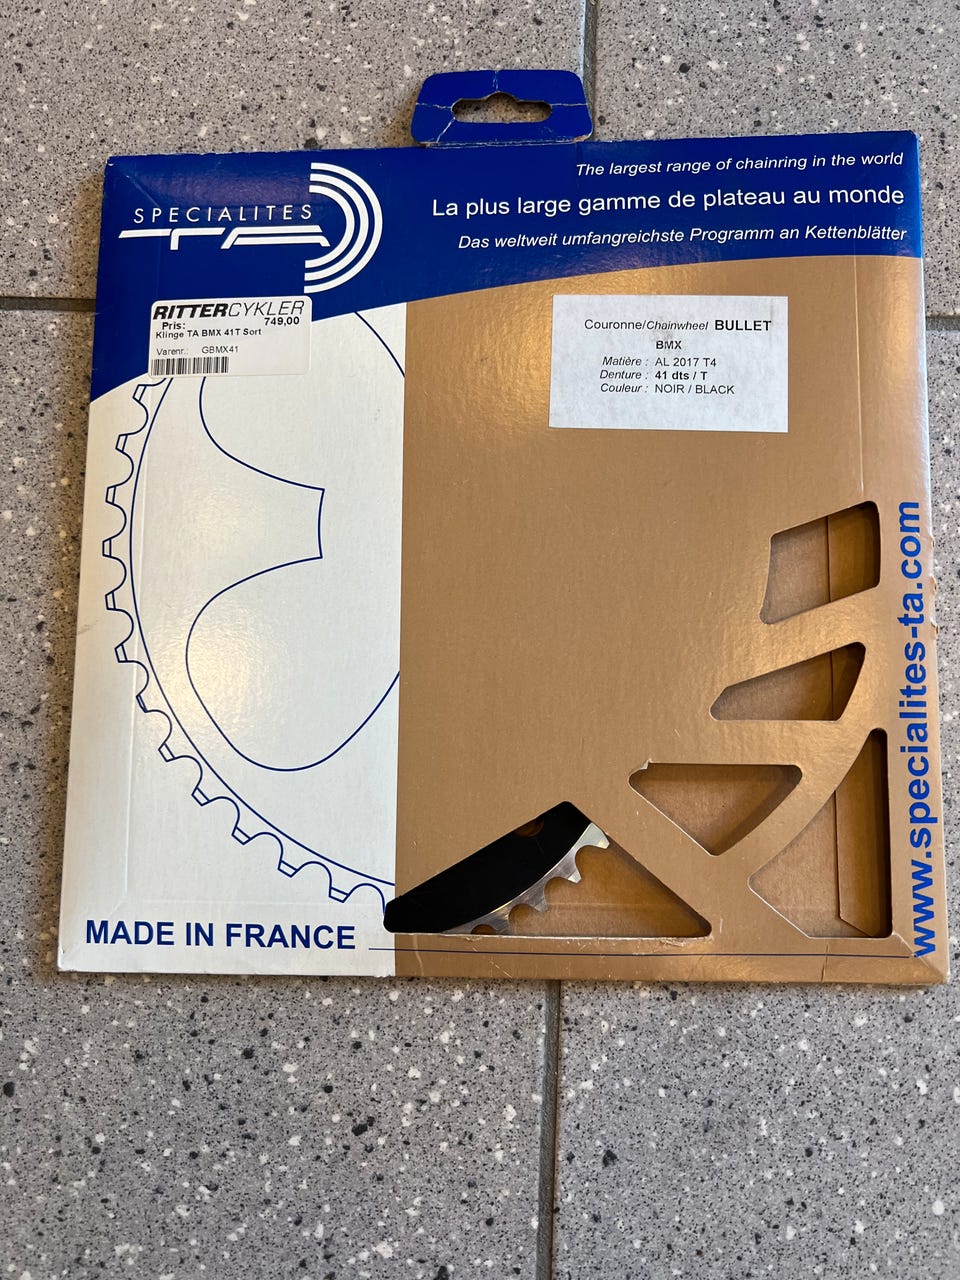 The largest range of chainring in the world
La plus large gamme de plateau au monde
Das weltweit umfangreichste Programm an Kettenblätter
SPECIALITES
TA
RITTERCYKLER
Pris: 749,00
Klinge TA BMX 41T Sort
Varenr.: GBMX41
Couronne/Chainwheel BULLET
BMX
Matière : AL 2017 T4
Denture : 41 dts / T
Couleur : NOIR / BLACK
www.specialites-ta.com
MADE IN FRANCE